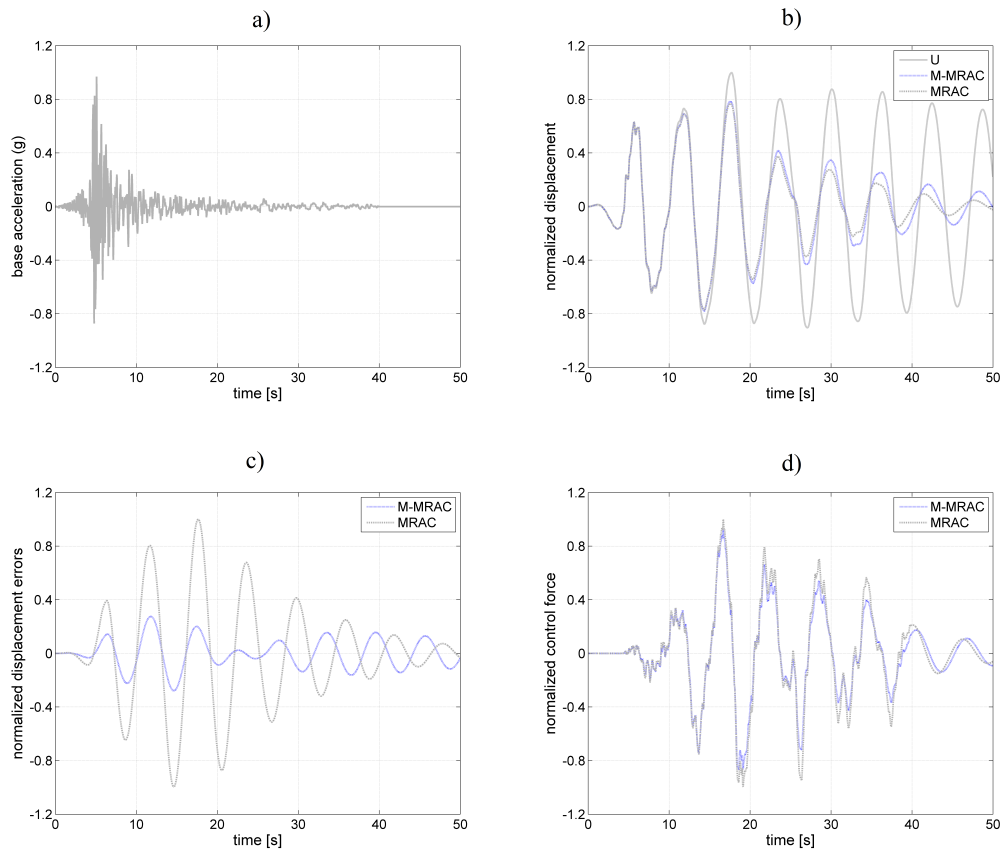 a)
1.2
0.8
0.4
0
-0.4
-0.8
-1.2
base acceleration (g)
0 10 20 30 40 50
time [s]
b)
1.2
0.8
0.4
0
-0.4
-0.8
-1.2
normalized displacement
U
M-MRAC
MRAC
0 10 20 30 40 50
time [s]
c)
1.2
0.8
0.4
0
-0.4
-0.8
-1.2
normalized displacement errors
M-MRAC
MRAC
0 10 20 30 40 50
time [s]
d)
1.2
0.8
0.4
0
-0.4
-0.8
-1.2
normalized control force
M-MRAC
MRAC
0 10 20 30 40 50
time [s]